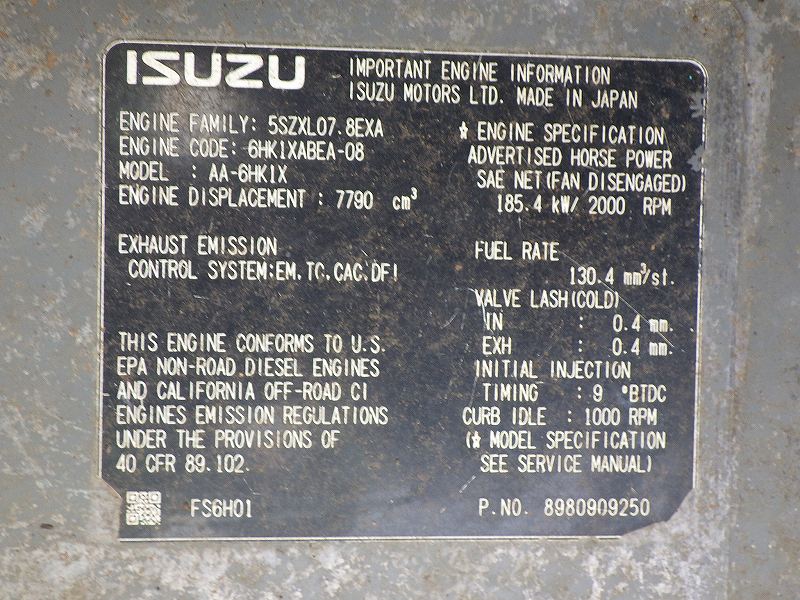 ISUZU
IMPORTANT ENGINE INFORMATION
ISUZU MOTORS LTD. MADE IN JAPAN
ENGINE FAMILY: 5SZXL07.8EXA
ENGINE CODE: 6HK1XABEA-08
MODEL : AA-6HK1X
ENGINE DISPLACEMENT : 7790 cm³
EXHAUST EMISSION
CONTROL SYSTEM:EM,TC,CAC,DFI
THIS ENGINE CONFORMS TO U.S.
EPA NON-ROAD DIESEL ENGINES
AND CALIFORNIA OFF-ROAD CI
ENGINES EMISSION REGULATIONS
UNDER THE PROVISIONS OF
40 CFR 89.102.
FS6H01
* ENGINE SPECIFICATION
ADVERTISED HORSE POWER
SAE NET(FAN DISENGAGED)
185.4 kW/ 2000 RPM
FUEL RATE
130.4 mm³/st.
VALVE LASH(COLD)
IN : 0.4 mm.
EXH : 0.4 mm.
INITIAL INJECTION
TIMING : 9 °BTDC
CURB IDLE : 1000 RPM
(* MODEL SPECIFICATION
SEE SERVICE MANUAL)
P.NO. 8980909250